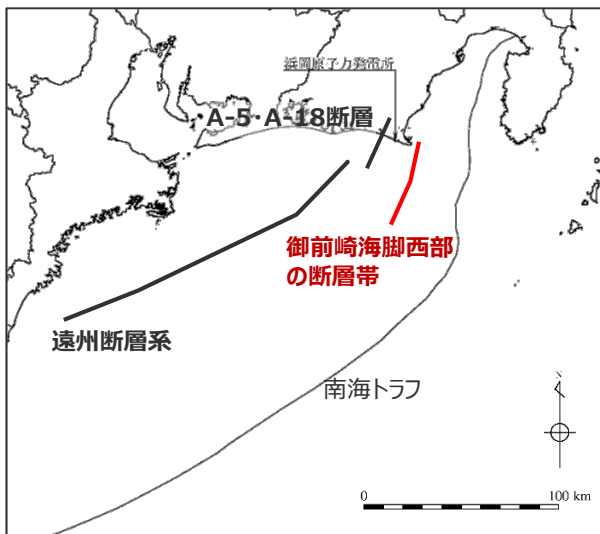 浜岡原子力発電所
A-5・A-18断層
御前崎海脚西部
の断層帯
遠州断層系
南海トラフ
N
0
100 km